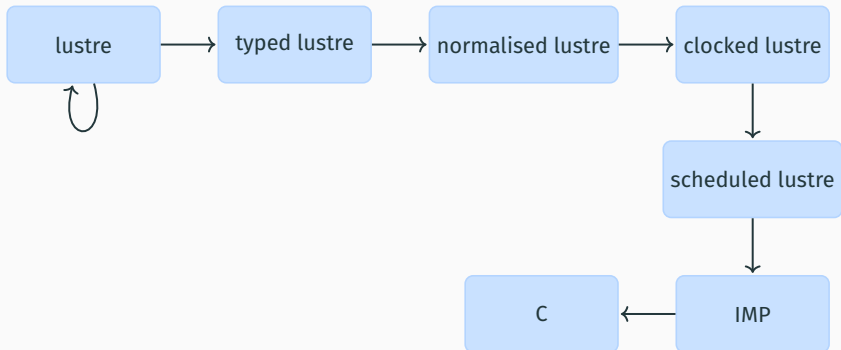 lustre
typed lustre
normalised lustre
clocked lustre
scheduled lustre
C
IMP